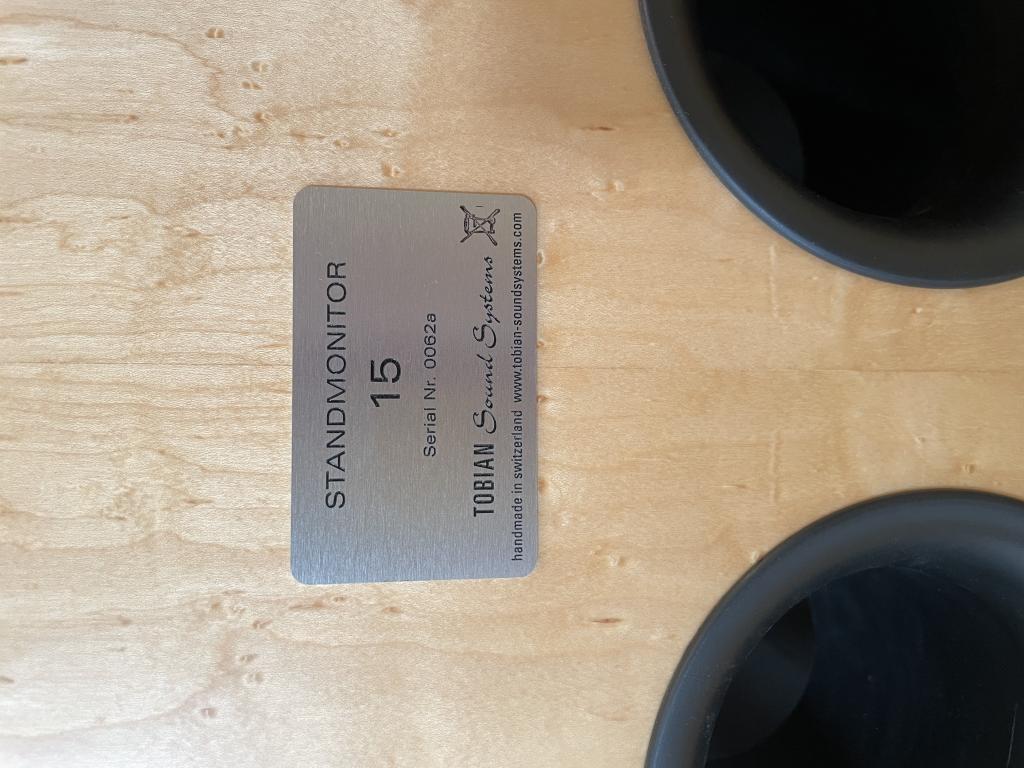 STANDMONITOR
15
Serial Nr. 0062a
TOBIAN Sound Systems
handmade in switzerland www.tobian-soundsystems.com